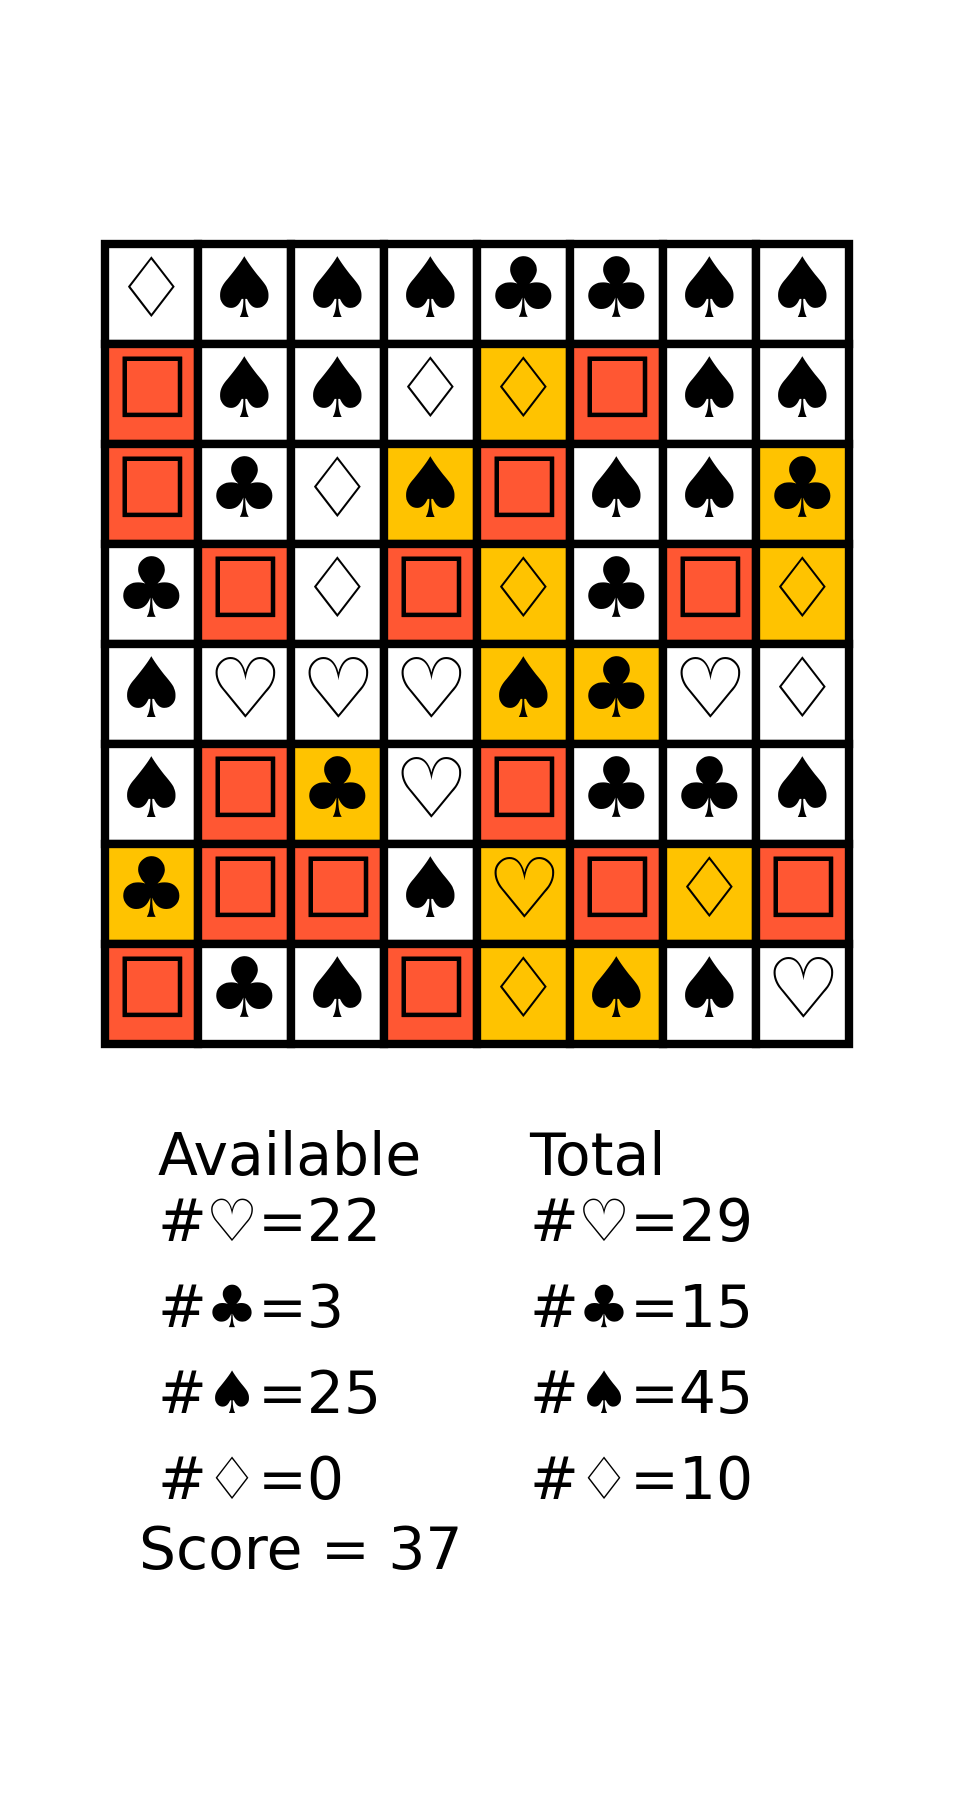 ♢ ♠ ♠ ♠ ♣ ♣ ♠ ♠
□ ♠ ♠ ♢ ♢ □ ♠ ♠
□ ♣ ♢ ♠ □ ♠ ♠ ♣
♣ □ ♢ □ ♢ ♣ □ ♢
♠ ♡ ♡ ♡ ♠ ♣ ♡ ♢
♠ □ ♣ ♡ □ ♣ ♣ ♠
♣ □ □ ♠ ♡ □ ♢ □
□ ♣ ♠ □ ♢ ♠ ♠ ♡
Available Total
#♡=22 #♡=29
#♣=3 #♣=15
#♠=25 #♠=45
#♢=0 #♢=10
Score = 37